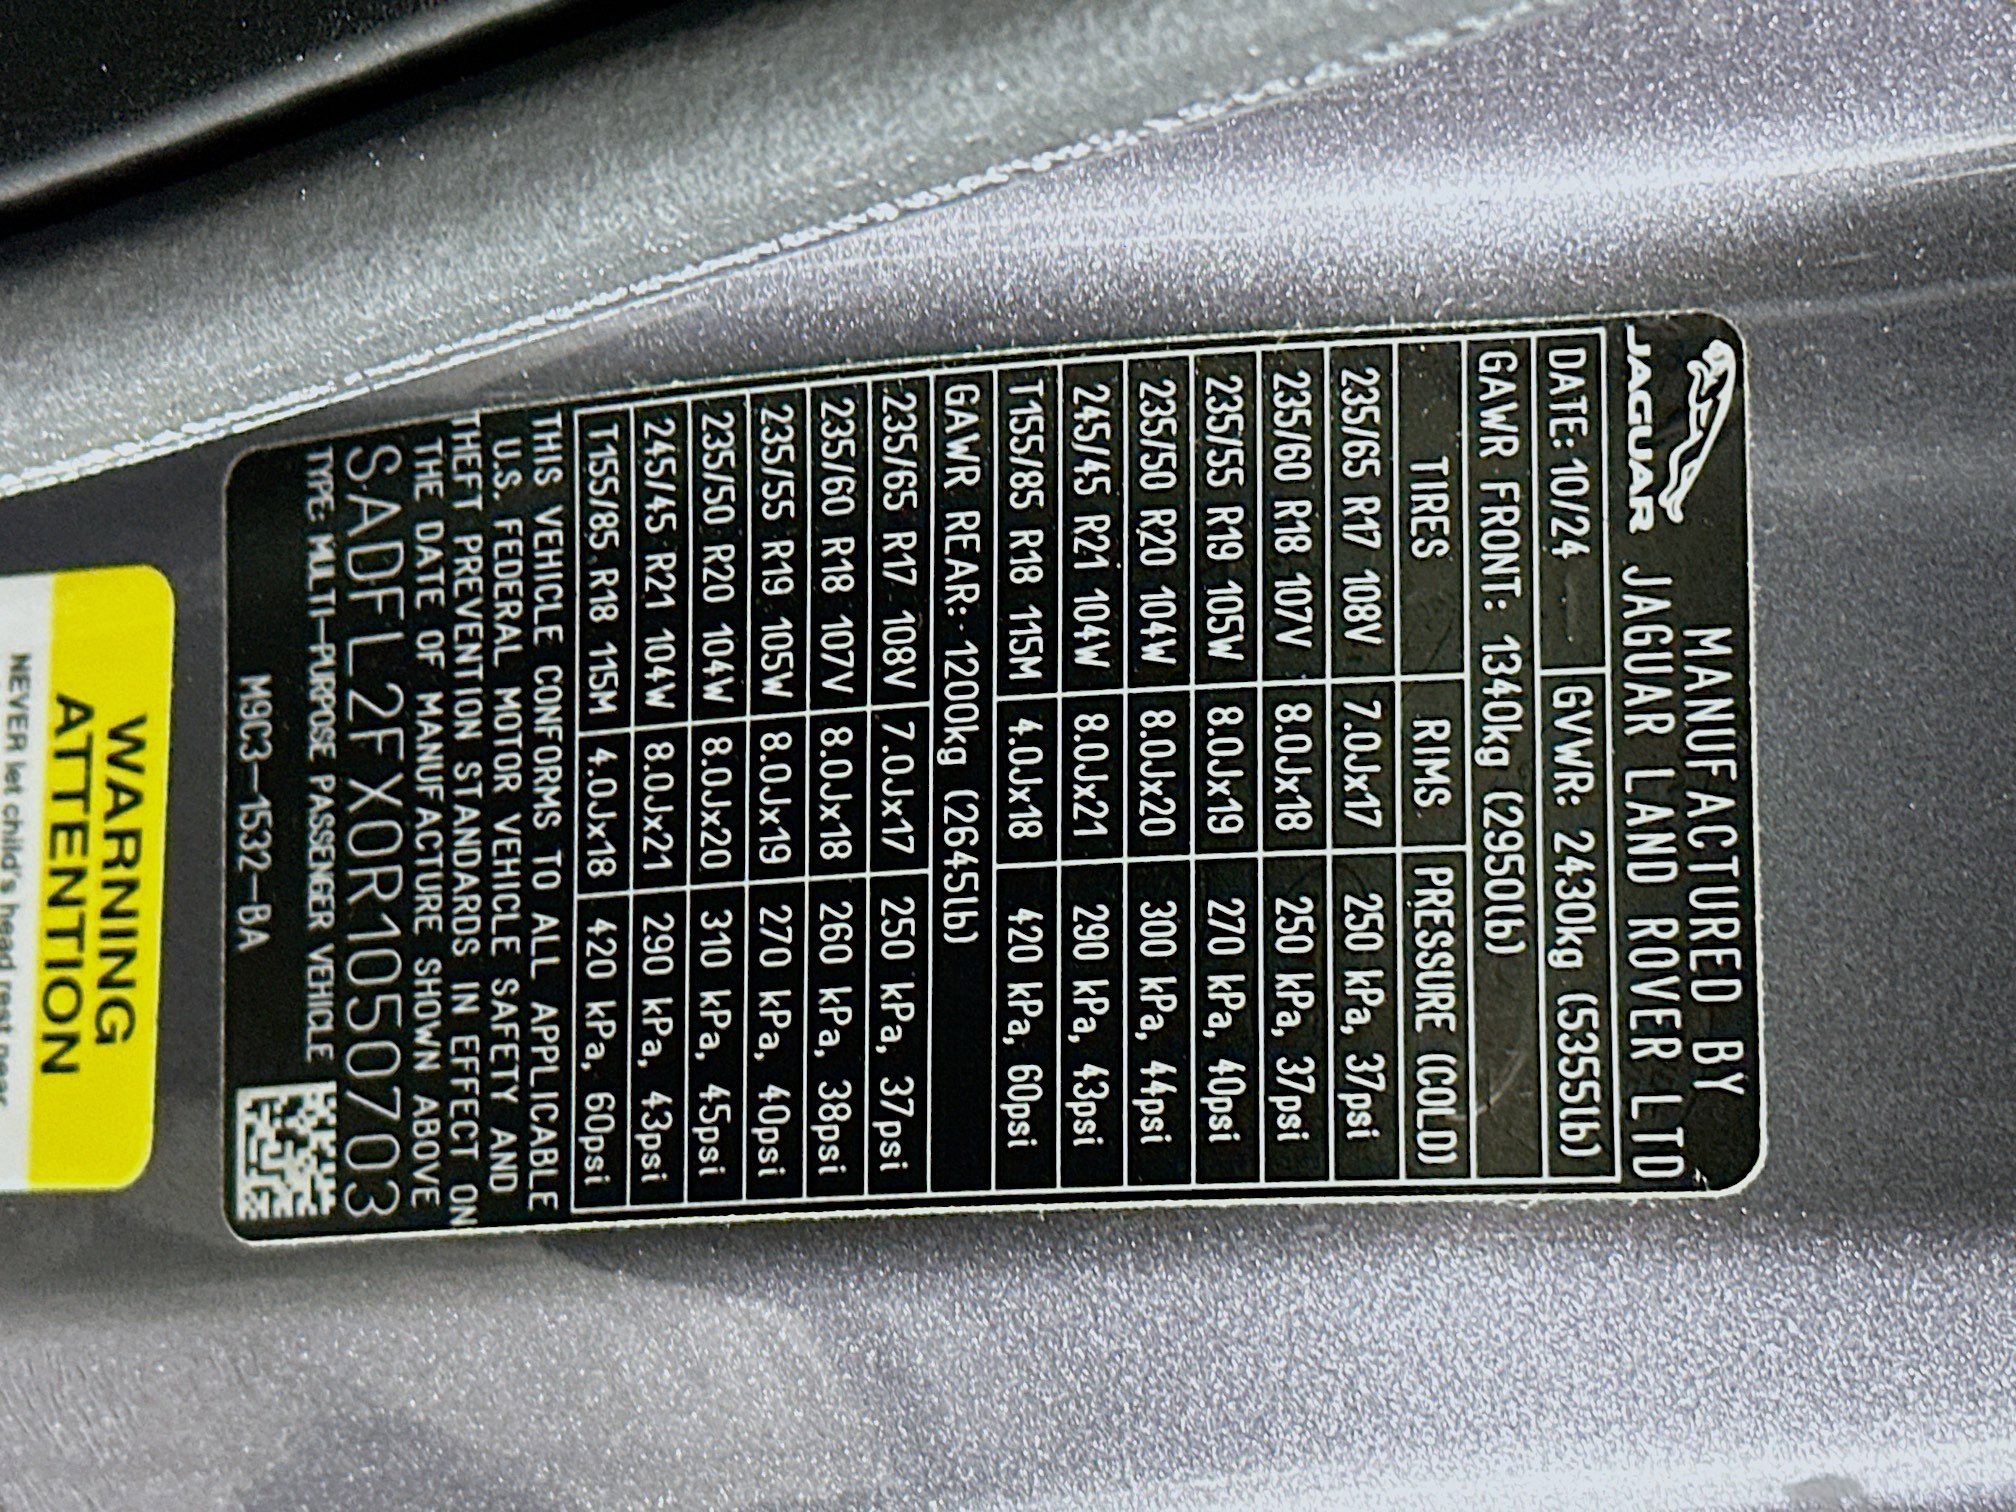 MANUFACTURED BY
JAGUAR JAGUAR LAND ROVER LTD
DATE: 10/24 GVWR: 2430kg (5355lb)
GAWR FRONT: 1340kg (2950lb)
TIRES RIMS PRESSURE (COLD)
235/65 R17 108V 7.0Jx17 250 kPa, 37psi
235/60 R18 107V 8.0Jx18 250 kPa, 37psi
235/55 R19 105W 8.0Jx19 270 kPa, 40psi
235/50 R20 104W 8.0Jx20 300 kPa, 44psi
245/45 R21 104W 8.0Jx21 290 kPa, 43psi
T155/85 R18 115M 4.0Jx18 420 kPa, 60psi
GAWR REAR: 1200kg (2645lb)
235/65 R17 108V 7.0Jx17 250 kPa, 37psi
235/60 R18 107V 8.0Jx18 260 kPa, 38psi
235/55 R19 105W 8.0Jx19 270 kPa, 40psi
235/50 R20 104W 8.0Jx20 310 kPa, 45psi
245/45 R21 104W 8.0Jx21 290 kPa, 43psi
T155/85 R18 115M 4.0Jx18 420 kPa, 60psi
THIS VEHICLE CONFORMS TO ALL APPLICABLE
U.S. FEDERAL MOTOR VEHICLE SAFETY AND
THEFT PREVENTION STANDARDS IN EFFECT ON
THE DATE OF MANUFACTURE SHOWN ABOVE
SADFL2FX0R1050703
TYPE: MULTI-PURPOSE PASSENGER VEHICLE
M9C3-1532-BA
WARNING
ATTENTION
NEVER let child's head rest near